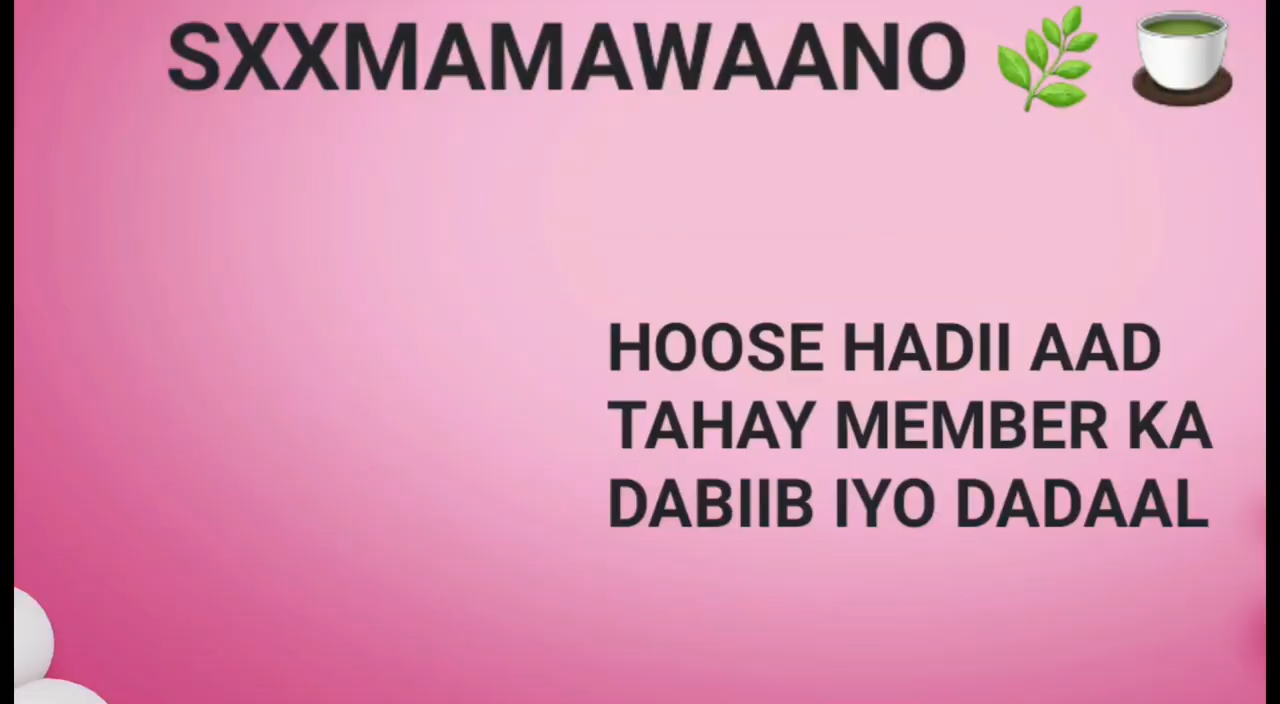 SXXMAMAWAANO 🌿 🍵
HOOSE HADII AAD
TAHAY MEMBER KA
DABIIB IYO DADAAL